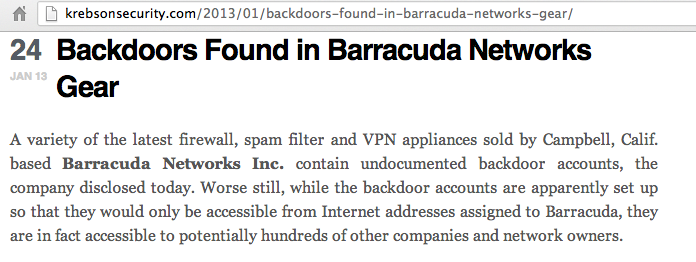 krebsonsecurity.com/2013/01/backdoors-found-in-barracuda-networks-gear/
24 Backdoors Found in Barracuda Networks
JAN 13 Gear
A variety of the latest firewall, spam filter and VPN appliances sold by Campbell, Calif.
based Barracuda Networks Inc. contain undocumented backdoor accounts, the
company disclosed today. Worse still, while the backdoor accounts are apparently set up
so that they would only be accessible from Internet addresses assigned to Barracuda, they
are in fact accessible to potentially hundreds of other companies and network owners.